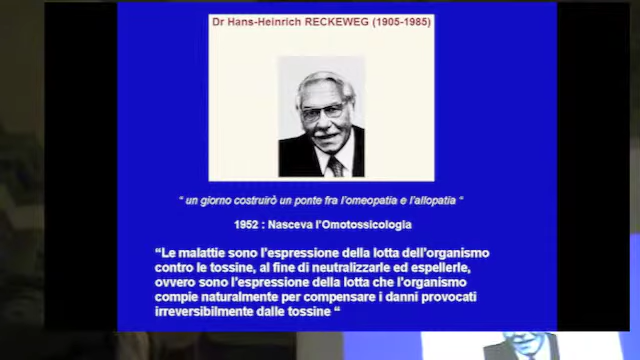 Dr Hans-Heinrich RECKEWEG (1905-1985)
“ un giorno costruirò un ponte fra l’omeopatia e l’allopatia “
1952 : Nasceva l’Omotossicologia
“Le malattie sono l’espressione della lotta dell’organismo
contro le tossine, al fine di neutralizzarle ed espellerle,
ovvero sono l’espressione della lotta che l’organismo
compie naturalmente per compensare i danni provocati
irreversibilmente dalle tossine “